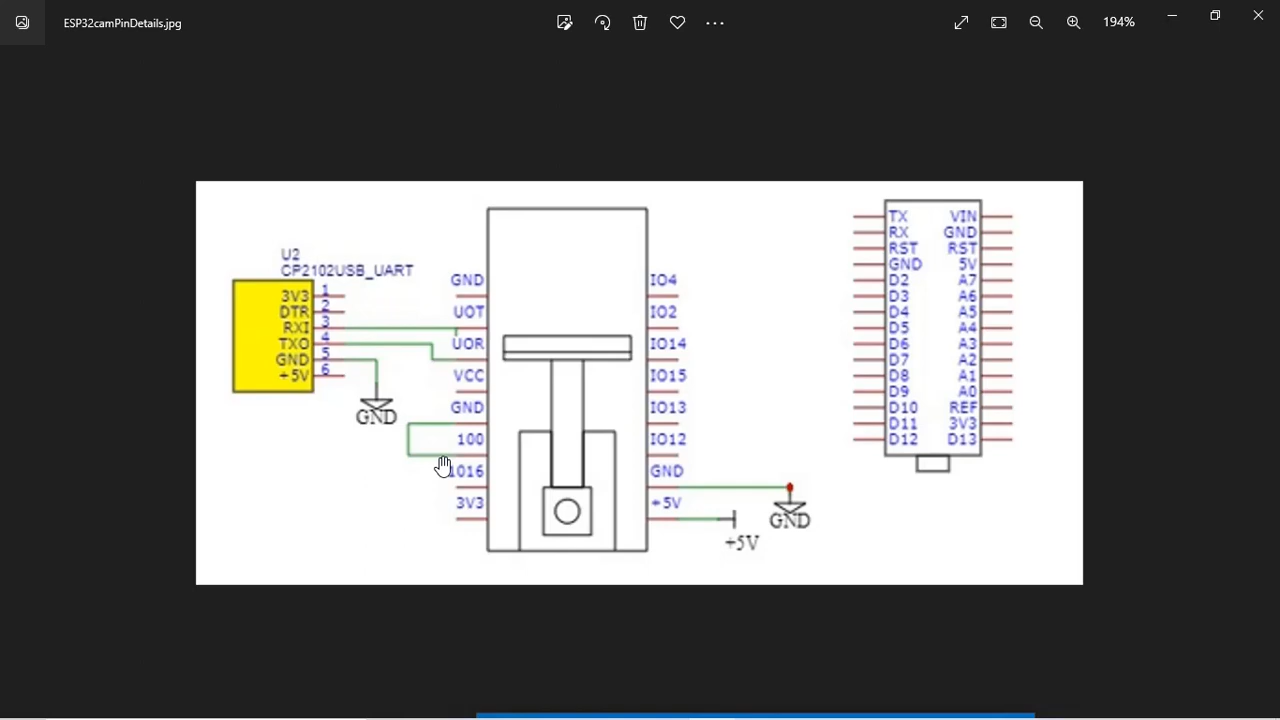 ESP32camPinDetails.jpg
194%
U2
CP2102USB_UART
3V3 1
DTR 2
RXI 3
TXO 4
GND 5
+5V 6
GND
GND
UOT
UOR
VCC
GND
100
1016
3V3
IO4
IO2
IO14
IO15
IO13
IO12
GND
+5V
GND
+5V
TX VIN
RX GND
RST RST
GND 5V
D2 A7
D3 A6
D4 A5
D5 A4
D6 A3
D7 A2
D8 A1
D9 A0
D10 REF
D11 3V3
D12 D13